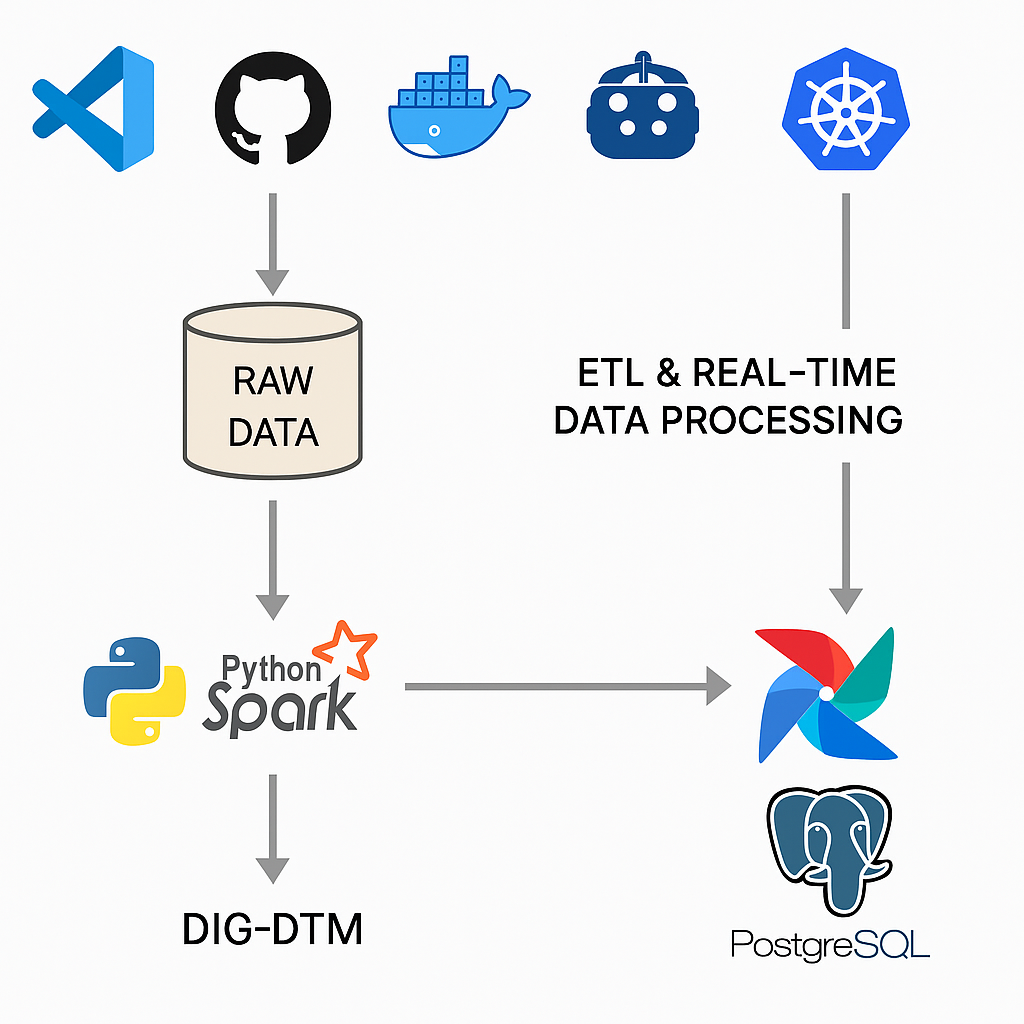 RAW
DATA
ETL & REAL-TIME
DATA PROCESSING
Python
Spark
DIG-DTM
PostgreSQL